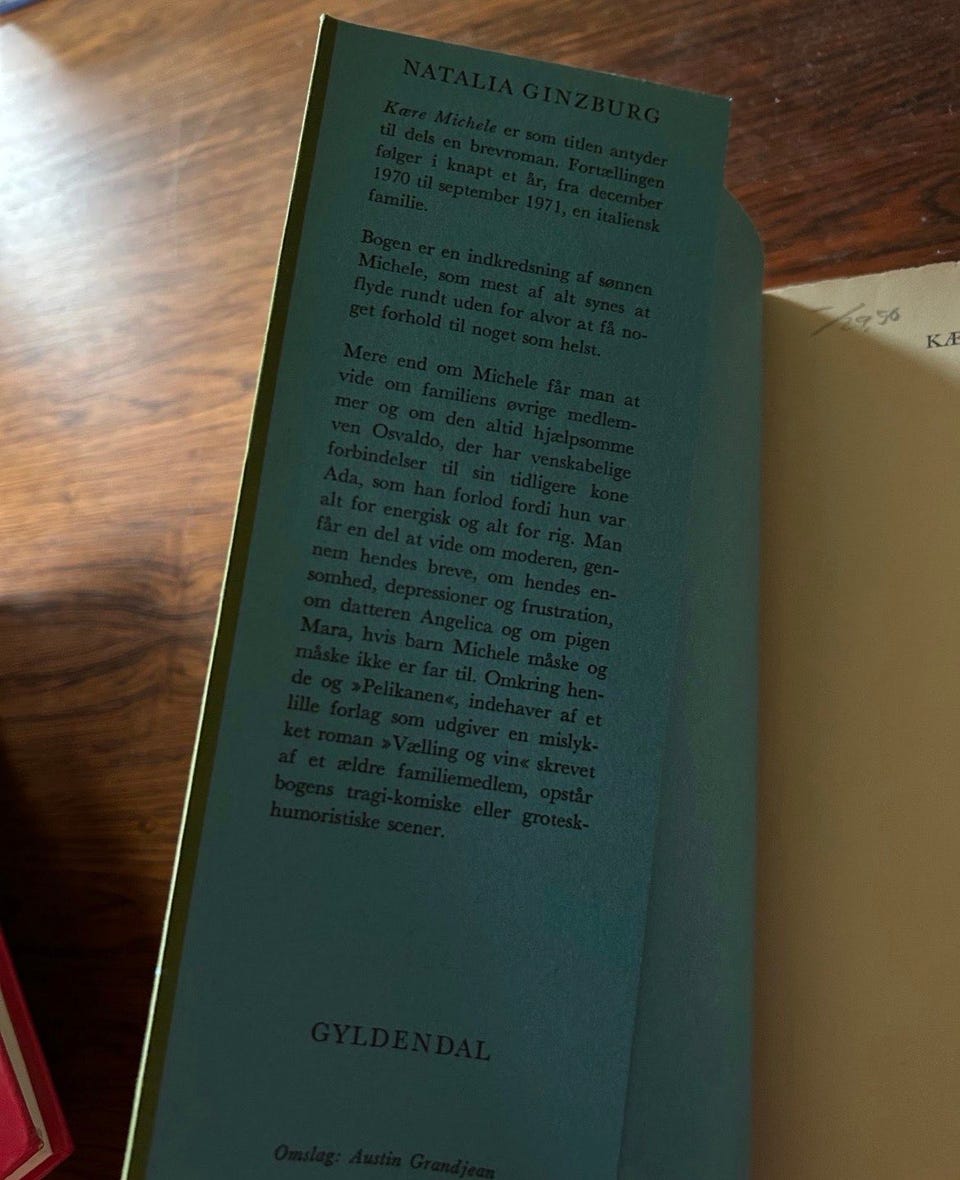 NATALIA GINZBURG
Kære Michele er som titlen antyder
til dels en brevroman. Fortællingen
følger i knapt et år, fra december
1970 til september 1971, en italiensk
familie.
Bogen er en indkredsning af sønnen
Michele, som mest af alt synes at
flyde rundt uden for alvor at få no-
get forhold til noget som helst.
Mere end om Michele får man at
vide om familiens øvrige medlem-
mer og om den altid hjælpsomme
ven Osvaldo, der har venskabelige
forbindelser til sin tidligere kone
Ada, som han forlod fordi hun var
alt for energisk og alt for rig. Man
får en del at vide om moderen, gen-
nem hendes breve, om hendes en-
somhed, depressioner og frustration,
om datteren Angelica og om pigen
Mara, hvis barn Michele måske og
måske ikke er far til. Omkring hen-
de og »Pelikanen«, indehaver af et
lille forlag som udgiver en mislyk-
ket roman »Vælling og vin« skrevet
af et ældre familiemedlem, opstår
bogens tragi-komiske eller grotesk-
humoristiske scener.
GYLDENDAL
Omslag: Austin Grandjean
KÆ